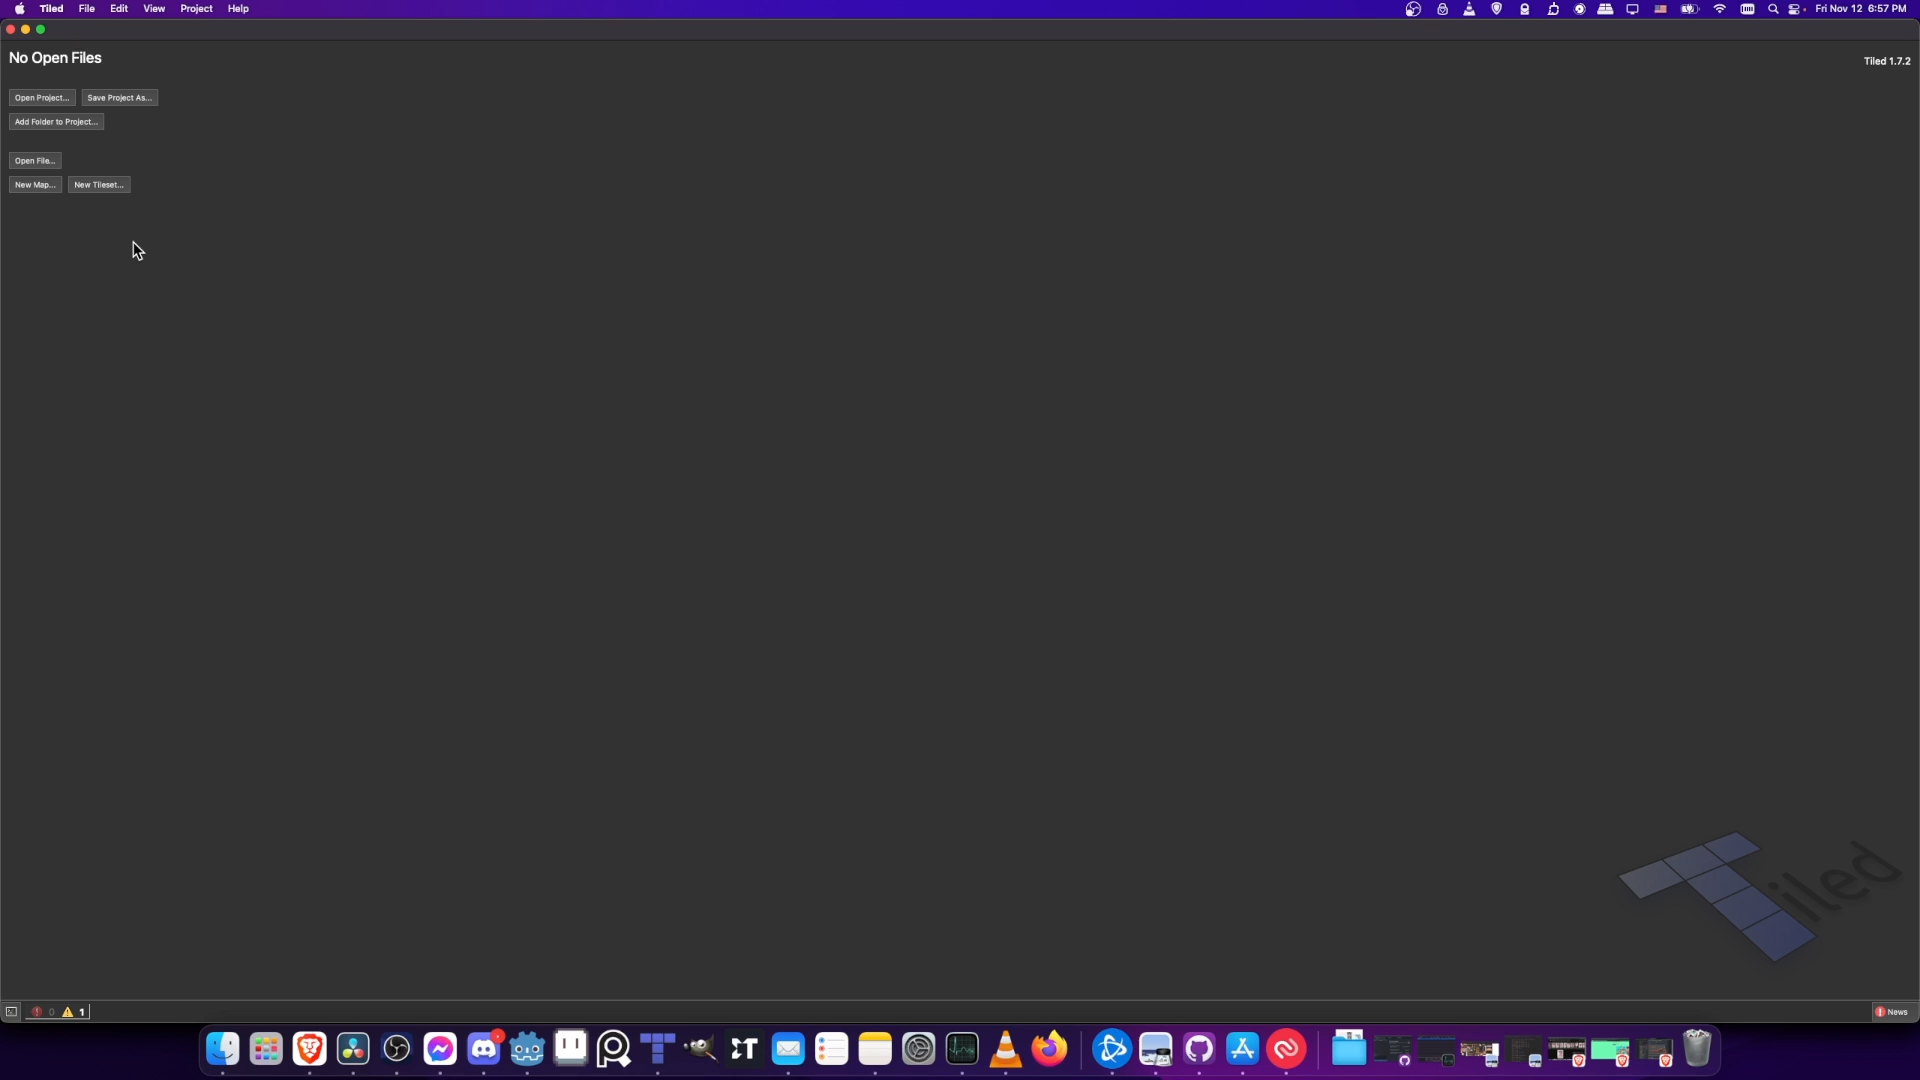 Tiled File Edit View Project Help Fri Nov 12 6:57 PM
No Open Files
Tiled 1.7.2
Open Project... Save Project As...
Add Folder to Project...
Open File...
New Map... New Tileset...
Tiled
0 1
News